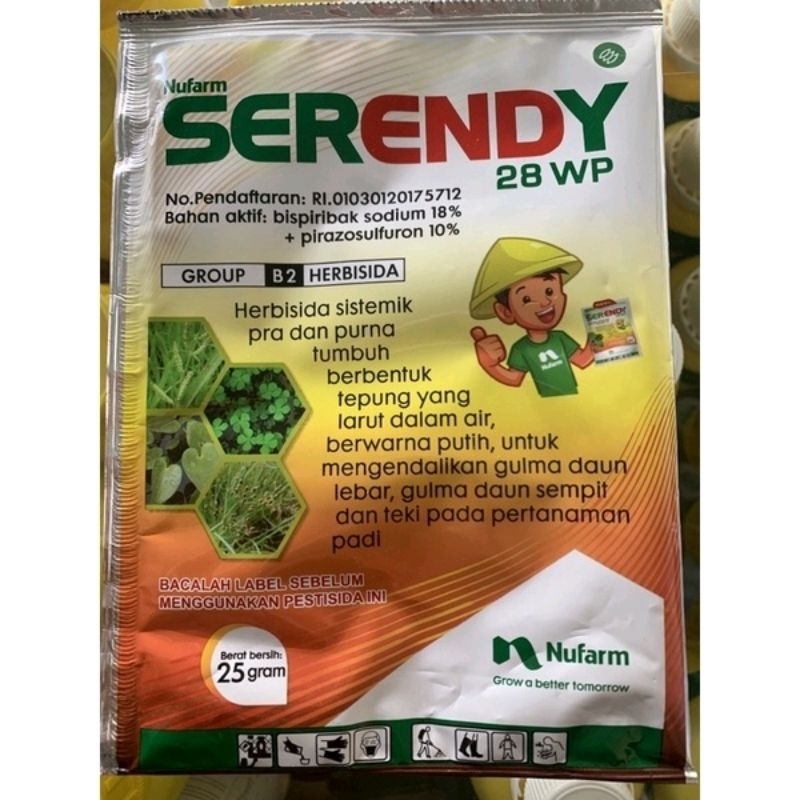 Nufarm
SERENDY
28 WP
No.Pendaftaran: RI.01030120175712
Bahan aktif: bispiribak sodium 18%
+ pirazosulfuron 10%
GROUP B2 HERBISIDA
Herbisida sistemik
pra dan purna
tumbuh
berbentuk
tepung yang
larut dalam air,
berwarna putih, untuk
mengendalikan gulma daun
lebar, gulma daun sempit
dan teki pada pertanaman
padi
SERENDY
Nufarm
BACALAH LABEL SEBELUM
MENGGUNAKAN PESTISIDA INI
Berat bersih:
25 gram
Nufarm
Grow a better tomorrow